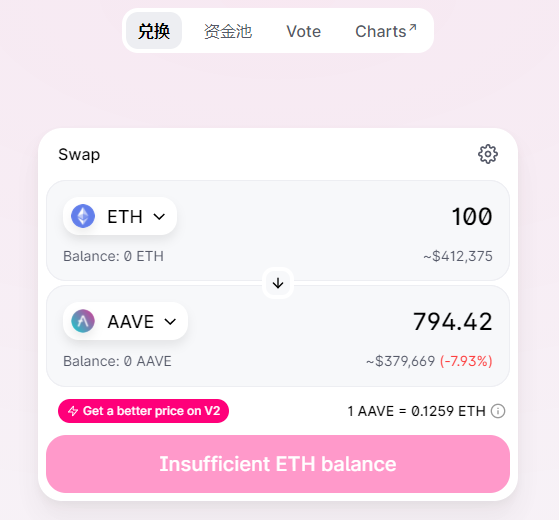 兑换 资金池 Vote Charts↗
Swap
ETH 100
Balance: 0 ETH ~$412,375
AAVE 794.42
Balance: 0 AAVE ~$379,669 (-7.93%)
Get a better price on V2 1 AAVE = 0.1259 ETH
Insufficient ETH balance